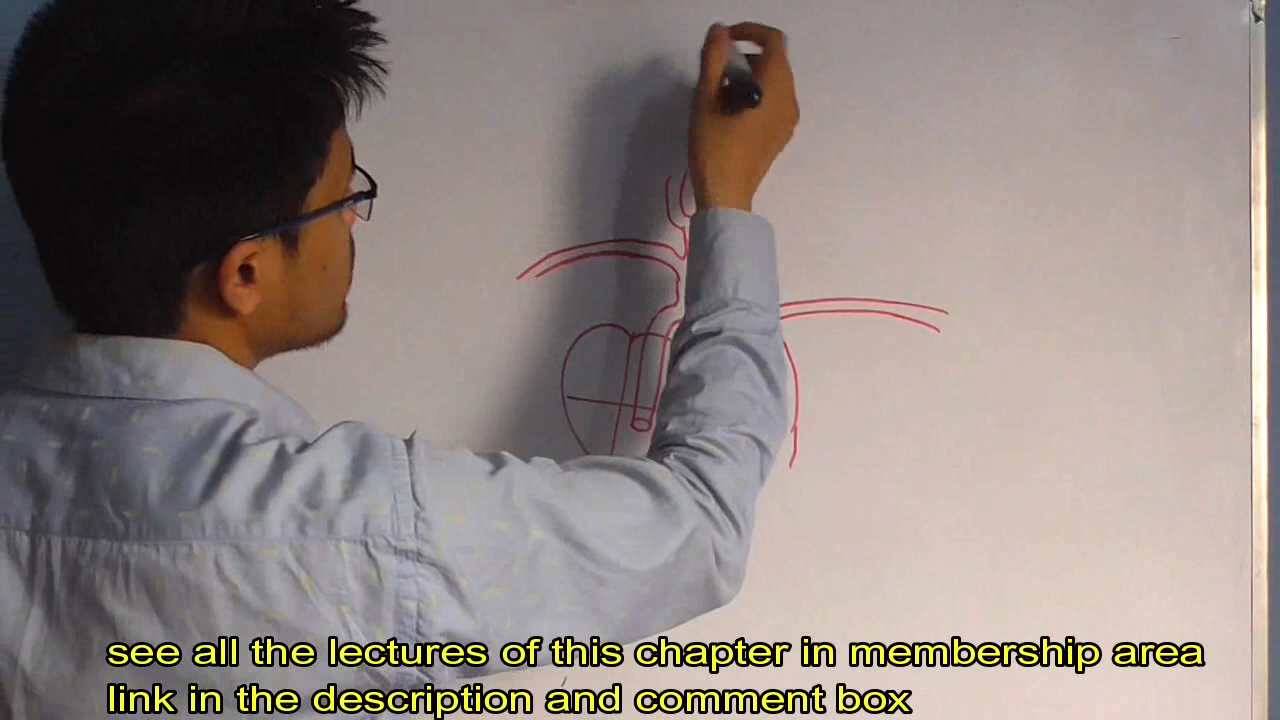 see all the lectures of this chapter in membership area
link in the description and comment box